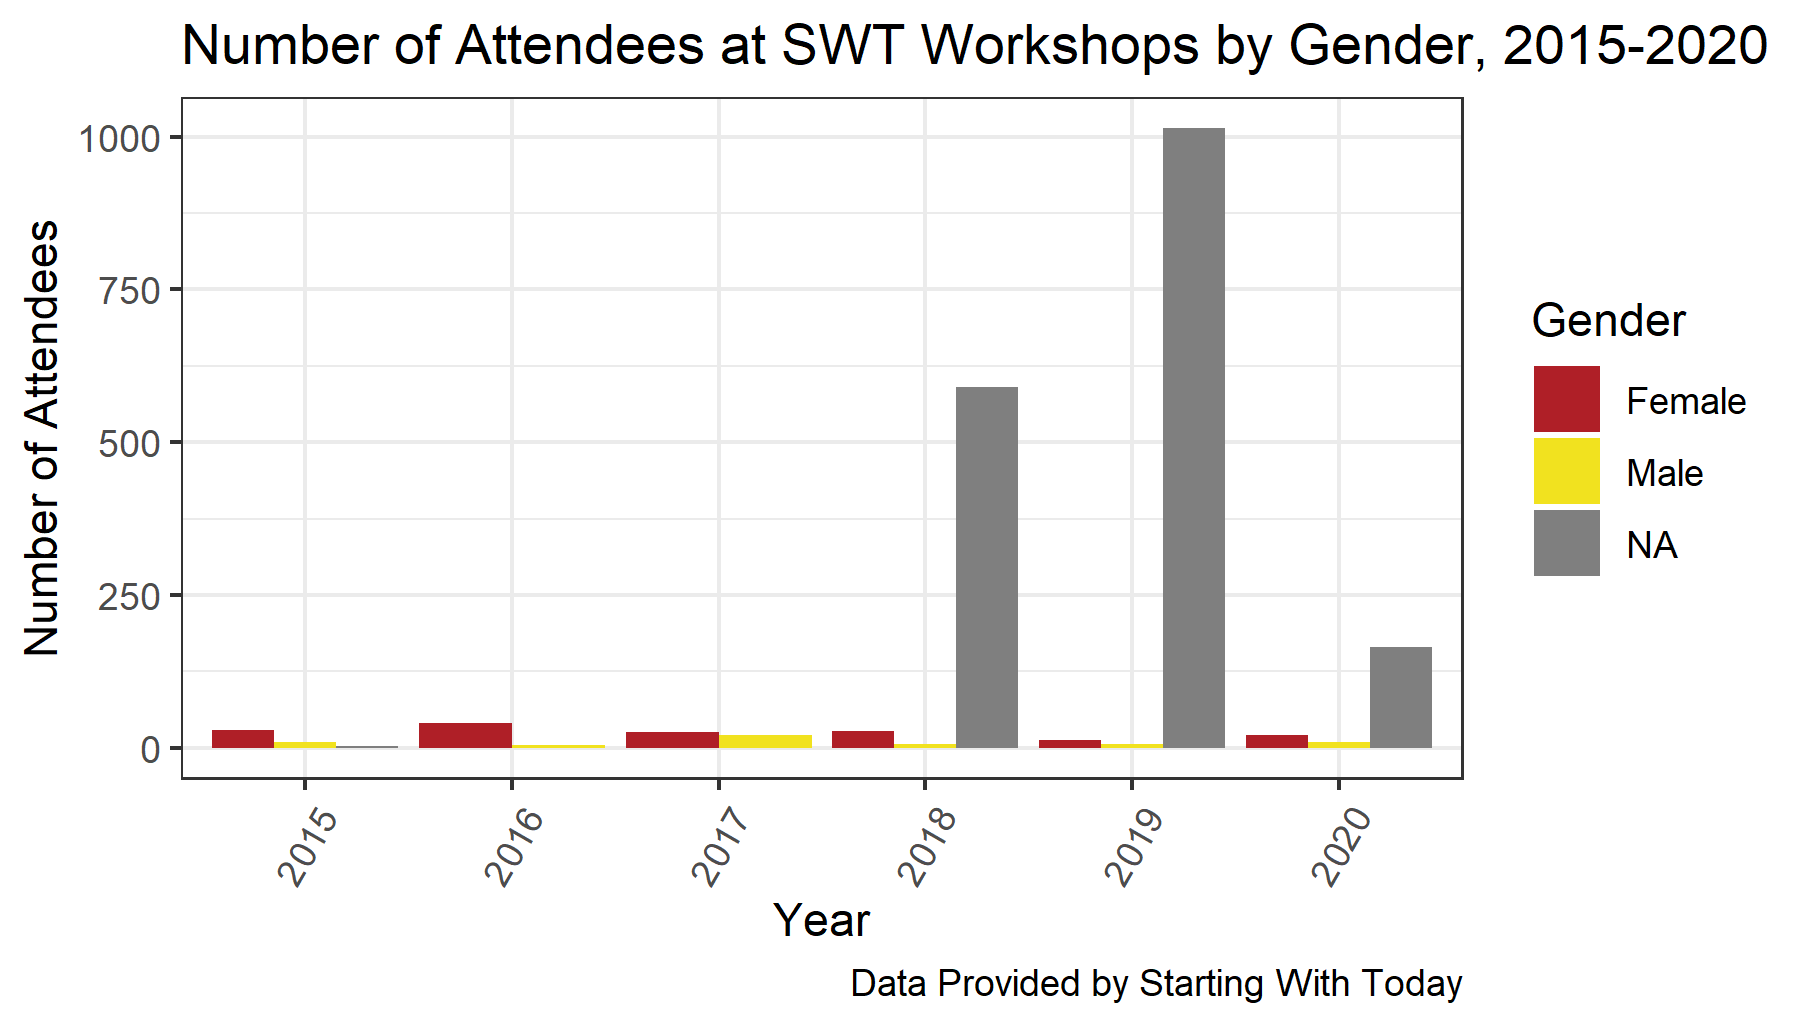 Number of Attendees at SWT Workshops by Gender, 2015-2020
Number of Attendees
1000
750
500
250
0
2015
2016
2017
2018
2019
2020
Year
Gender
Female
Male
NA
Data Provided by Starting With Today